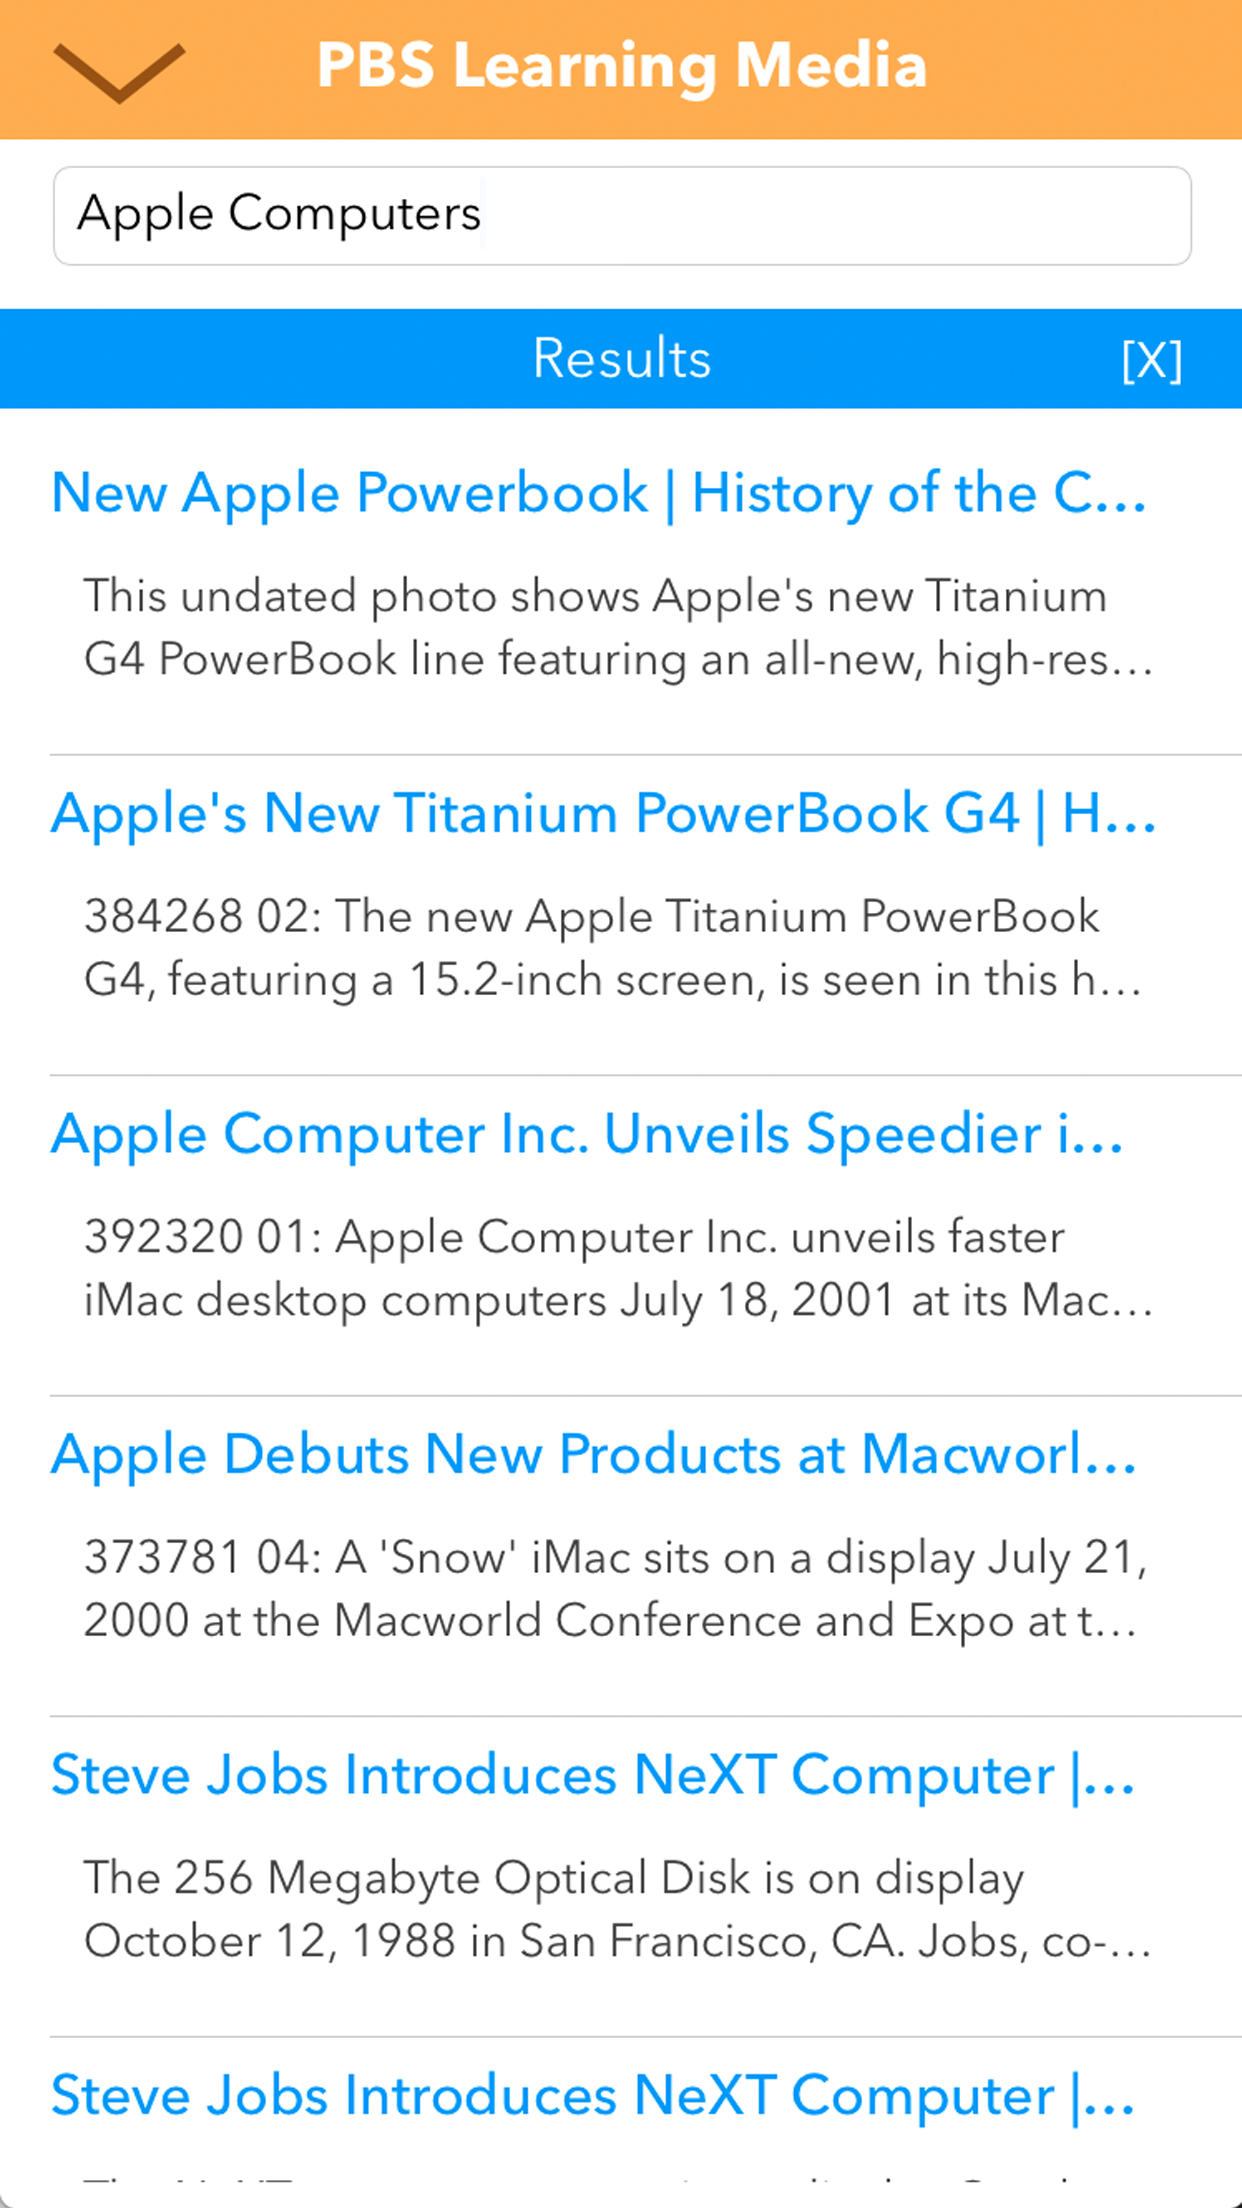 PBS Learning Media
Apple Computers
Results [X]
New Apple Powerbook | History of the C...
This undated photo shows Apple's new Titanium
G4 PowerBook line featuring an all-new, high-res...
Apple's New Titanium PowerBook G4 | H...
384268 02: The new Apple Titanium PowerBook
G4, featuring a 15.2-inch screen, is seen in this h...
Apple Computer Inc. Unveils Speedier i...
392320 01: Apple Computer Inc. unveils faster
iMac desktop computers July 18, 2001 at its Mac...
Apple Debuts New Products at Macworl...
373781 04: A 'Snow' iMac sits on a display July 21,
2000 at the Macworld Conference and Expo at t...
Steve Jobs Introduces NeXT Computer |...
The 256 Megabyte Optical Disk is on display
October 12, 1988 in San Francisco, CA. Jobs, co-...
Steve Jobs Introduces NeXT Computer |...